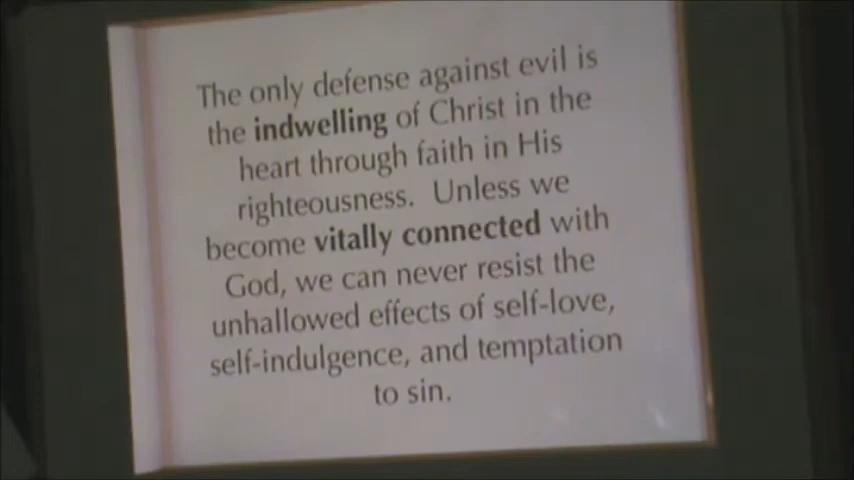 The only defense against evil is
the indwelling of Christ in the
heart through faith in His
righteousness. Unless we
become vitally connected with
God, we can never resist the
unhallowed effects of self-love,
self-indulgence, and temptation
to sin.